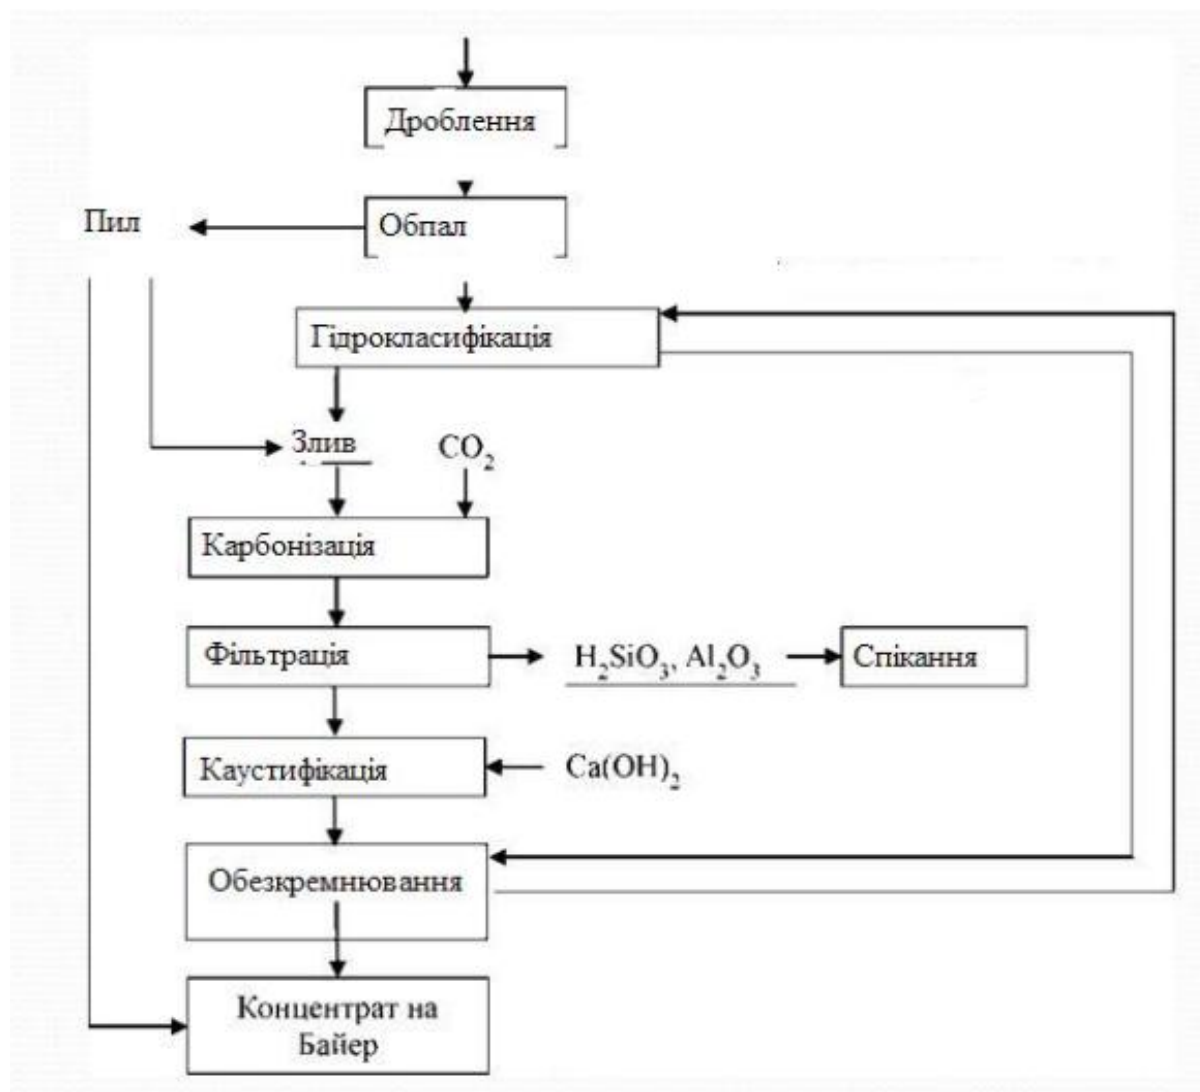 Дроблення
Пил
Обпал
Гідрокласифікація
Злив
CO₂
Карбонізація
Фільтрація
H₂SiO₃, Al₂O₃
Спікання
Каустифікація
Ca(OH)₂
Обезкремнювання
Концентрат на
Байер